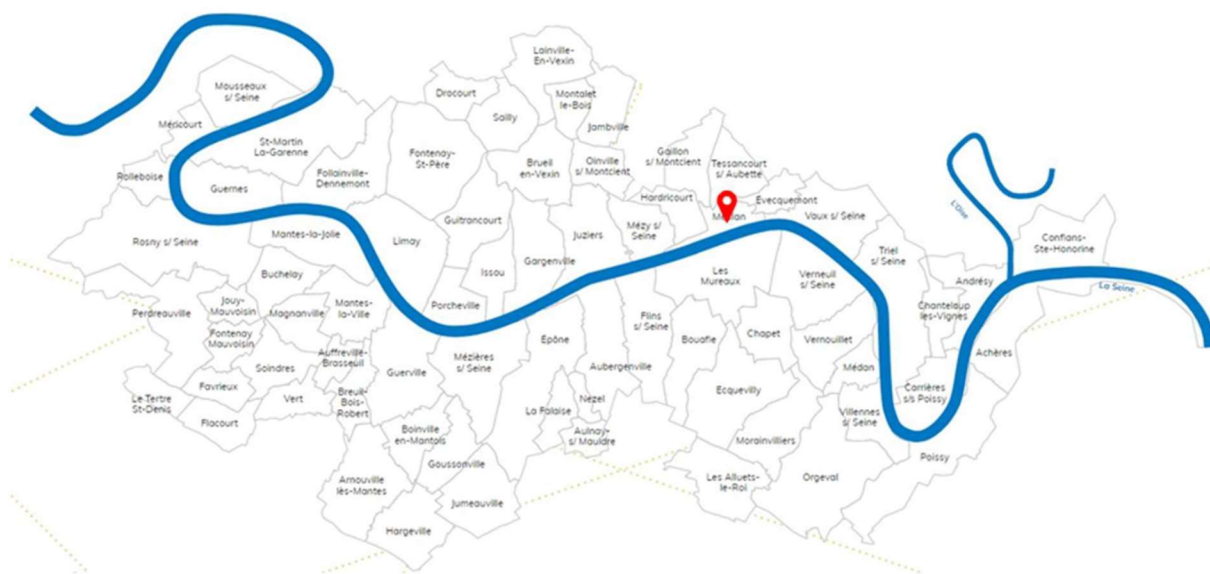 Lainville-
En-Vexin
Mousseaux
s/ Seine
Drocourt
Montalet
le-Bois
Sailly
Jambville
Méricourt
St-Martin
La-Garenne
Fontenay-
St-Père
Brueil
en-Vexin
Oinville
s/ Montcient
Gaillon
s/ Montcient
Tessancourt
s/ Aubette
Rolleboise
Guernes
Follainville-
Dennemont
Hardricourt
Evecquemont
Vaux s/ Seine
L'Oise
Guitrancourt
Mézy s/
Seine
Juziers
Rosny s/ Seine
Mantes-la-Jolie
Limay
Conflans-
Ste-Honorine
Triel
s/ Seine
Gargenville
Issou
Buchelay
Les
Mureaux
Verneuil
s/ Seine
Andrésy
La Seine
Perdreauville
Jouy-
Mauvoisin
Magnanville
Mantes-
la-Ville
Porcheville
Flins
s/ Seine
Chanteloup
les-Vignes
Fontenay
Mauvoisin
Epône
Bouafle
Chapet
Vernouillet
Achères
Auffreville-
Brasseuil
Soindres
Guerville
Mézières
s/ Seine
Aubergenville
Médan
Favrieux
Le Tertre
St-Denis
Vert
Breuil-
Bois-
Robert
Nézel
Ecquevilly
Carrières
s/s Poissy
Flacourt
La Falaise
Villennes
s/ Seine
Boinville
en-Mantois
Aulnay-
s/ Mauldre
Morainvilliers
Poissy
Goussonville
Arnouville
lès-Mantes
Les Alluets-
le-Roi
Orgeval
Jumeauville
Hargeville